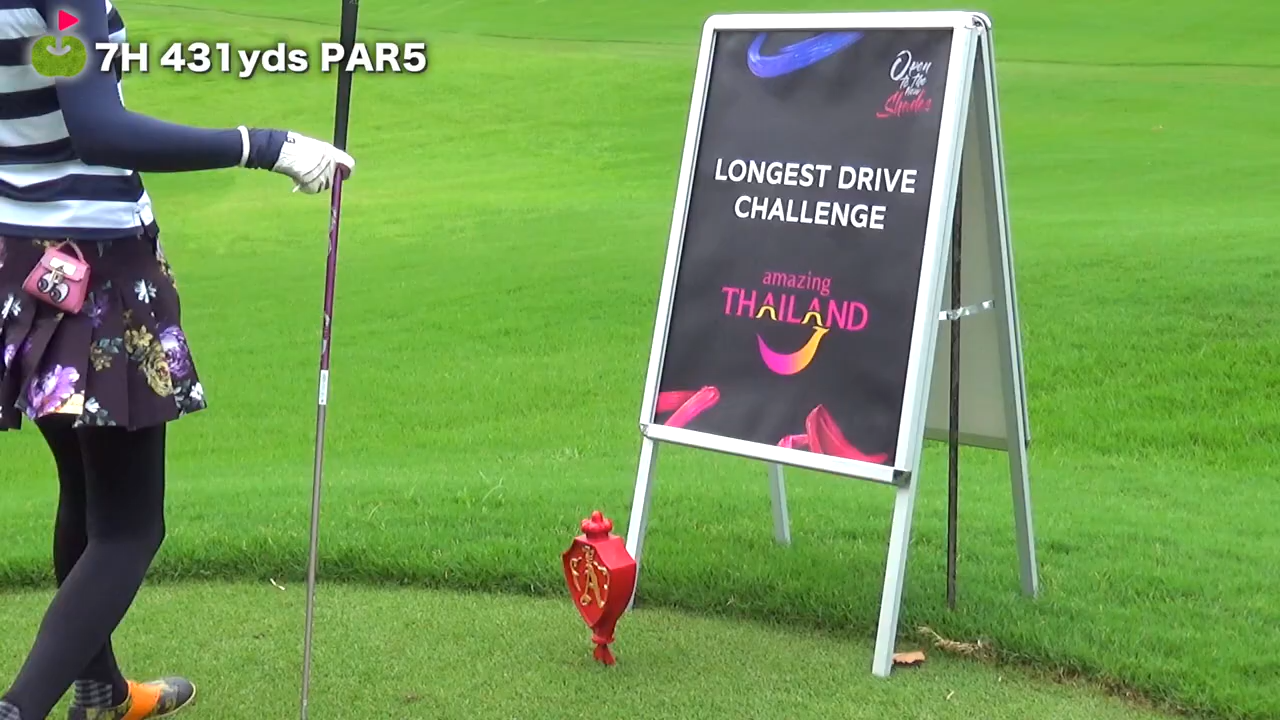 7H 431yds PAR5
Open
to the
new
Shades
LONGEST DRIVE
CHALLENGE
amazing
THAILAND
A